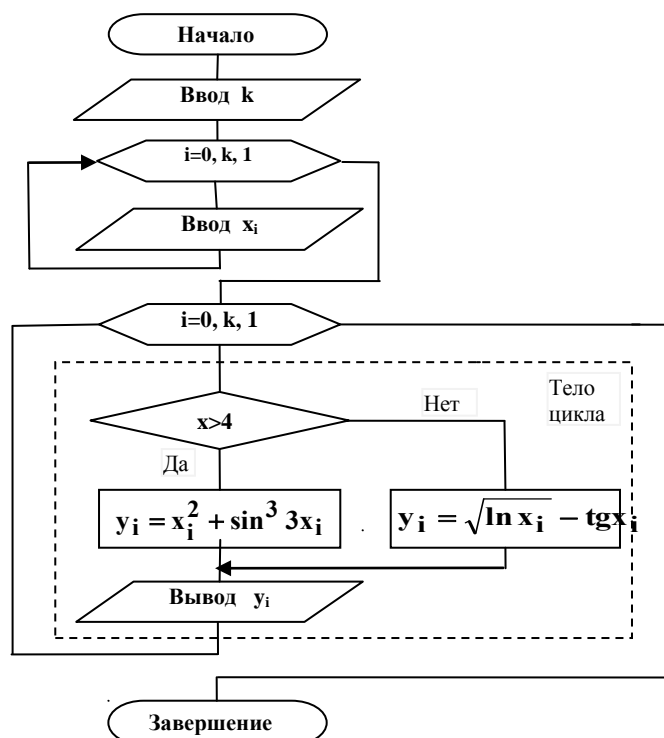 Начало
Ввод k
i=0, k, 1
Ввод xᵢ
i=0, k, 1
Тело
цикла
Нет
x>4
Да
yᵢ = xᵢ² + sin³ 3xᵢ
yᵢ = √ln xᵢ − tgxᵢ
Вывод yᵢ
Завершение